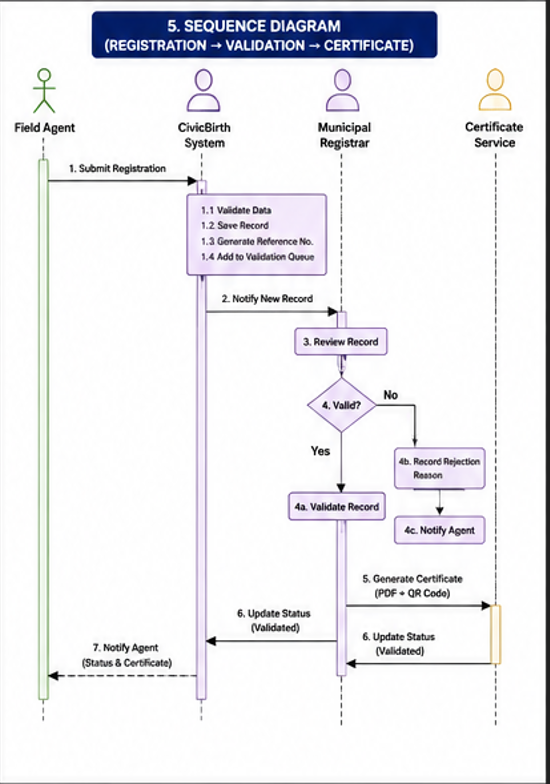 5. SEQUENCE DIAGRAM
(REGISTRATION → VALIDATION → CERTIFICATE)
Field Agent
CivicBirth
System
Municipal
Registrar
Certificate
Service
1. Submit Registration
1.1 Validate Data
1.2 Save Record
1.3 Generate Reference No.
1.4 Add to Validation Queue
2. Notify New Record
3. Review Record
4. Valid?
No
Yes
4b. Record Rejection
Reason
4a. Validate Record
4c. Notify Agent
5. Generate Certificate
(PDF + QR Code)
6. Update Status
(Validated)
6. Update Status
(Validated)
7. Notify Agent
(Status & Certificate)